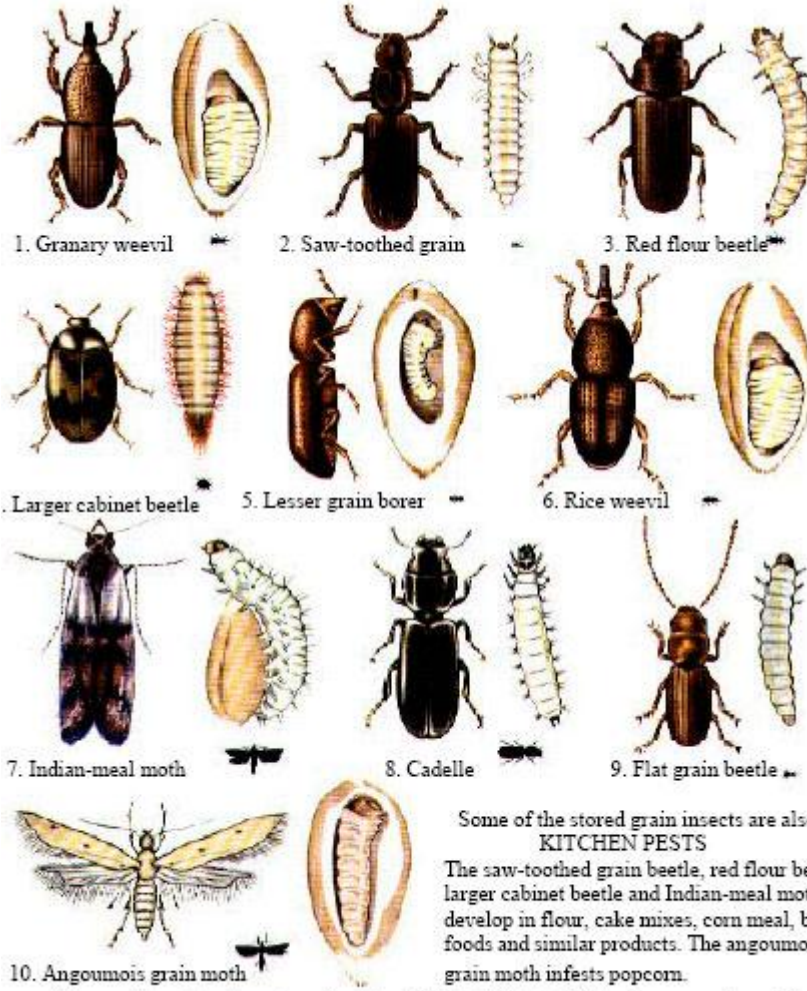 1. Granary weevil
2. Saw-toothed grain
3. Red flour beetle
. Larger cabinet beetle
5. Lesser grain borer
6. Rice weevil
7. Indian-meal moth
8. Cadelle
9. Flat grain beetle
10. Angoumois grain moth
Some of the stored grain insects are als
KITCHEN PESTS
The saw-toothed grain beetle, red flour be
larger cabinet beetle and Indian-meal mot
develop in flour, cake mixes, corn meal, b
foods and similar products. The angoumo
grain moth infests popcorn.